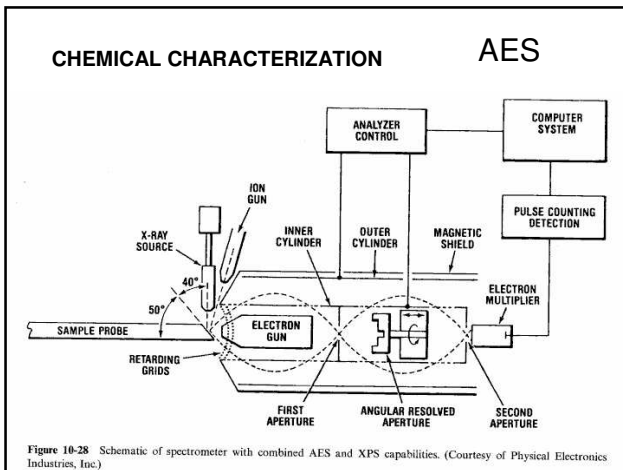 CHEMICAL CHARACTERIZATION
AES
ANALYZER
CONTROL
COMPUTER
SYSTEM
ION
GUN
X-RAY
SOURCE
INNER
CYLINDER
OUTER
CYLINDER
MAGNETIC
SHIELD
PULSE COUNTING
DETECTION
40°
50°
ELECTRON
MULTIPLIER
SAMPLE PROBE
ELECTRON
GUN
RETARDING
GRIDS
FIRST
APERTURE
ANGULAR RESOLVED
APERTURE
SECOND
APERTURE
Figure 10-28 Schematic of spectrometer with combined AES and XPS capabilities. (Courtesy of Physical Electronics
Industries, Inc.)